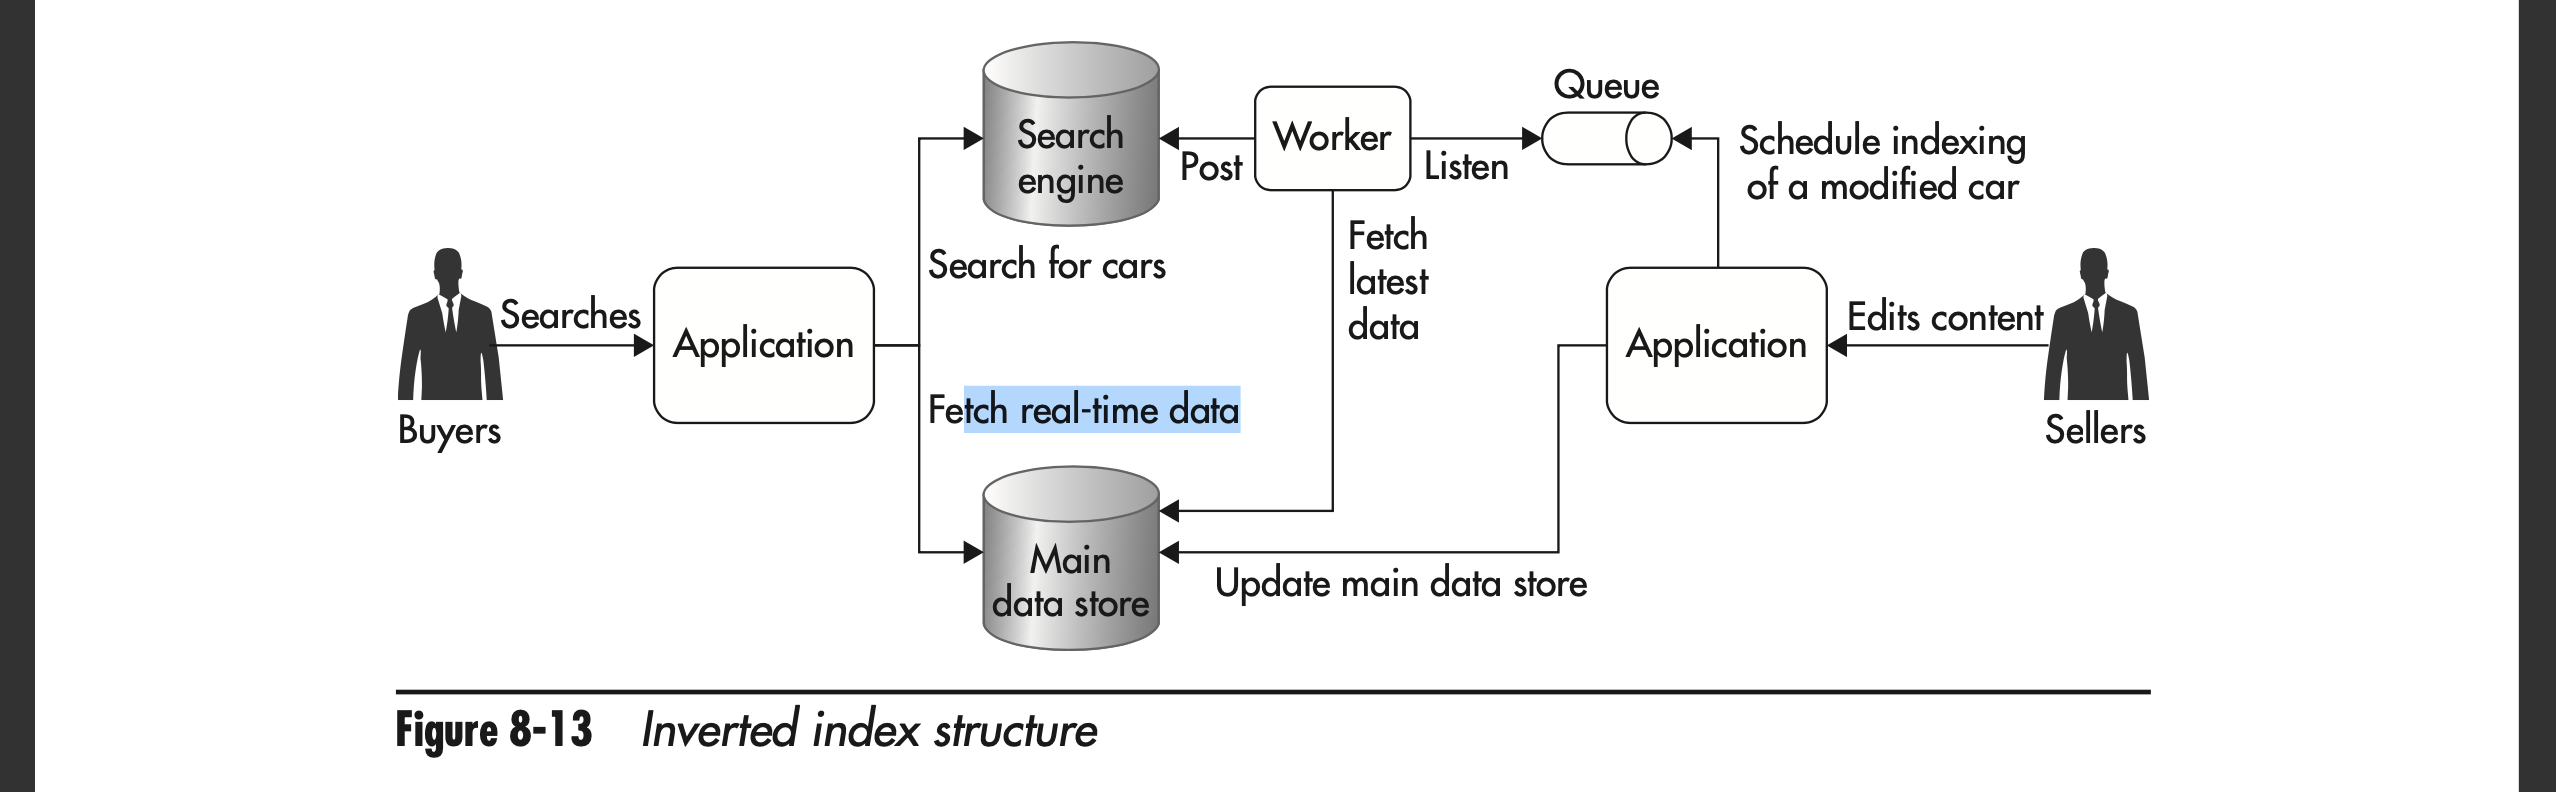 Queue
Search
engine
Worker
Post
Listen
Schedule indexing
of a modified car
Search for cars
Fetch
latest
data
Searches
Application
Application
Edits content
Buyers
Fetch real-time data
Sellers
Main
data store
Update main data store
Figure 8-13 Inverted index structure